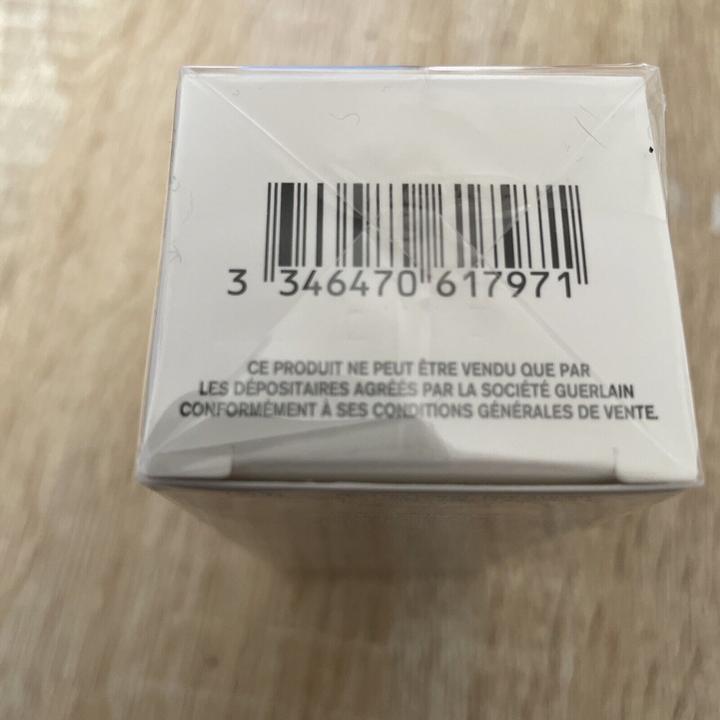 3 346470 617971
CE PRODUIT NE PEUT ÊTRE VENDU QUE PAR
LES DÉPOSITAIRES AGRÉÉS PAR LA SOCIÉTÉ GUERLAIN
CONFORMÉMENT À SES CONDITIONS GÉNÉRALES DE VENTE.